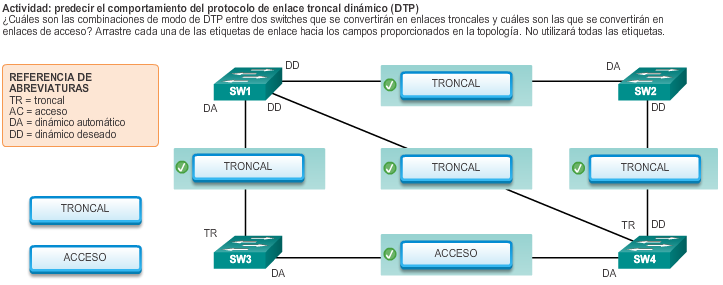 Actividad: predecir el comportamiento del protocolo de enlace troncal dinámico (DTP)
¿Cuáles son las combinaciones de modo de DTP entre dos switches que se convertirán en enlaces troncales y cuáles son las que se convertirán en
enlaces de acceso? Arrastre cada una de las etiquetas de enlace hacia los campos proporcionados en la topología. No utilizará todas las etiquetas.
REFERENCIA DE
ABREVIATURAS
TR = troncal
AC = acceso
DA = dinámico automático
DD = dinámico deseado
DD
TRONCAL
DA
SW1
SW2
DA
DD
DD
TRONCAL
TRONCAL
TRONCAL
TRONCAL
TR
TR
DD
ACCESO
SW3
ACCESO
SW4
DA
DA